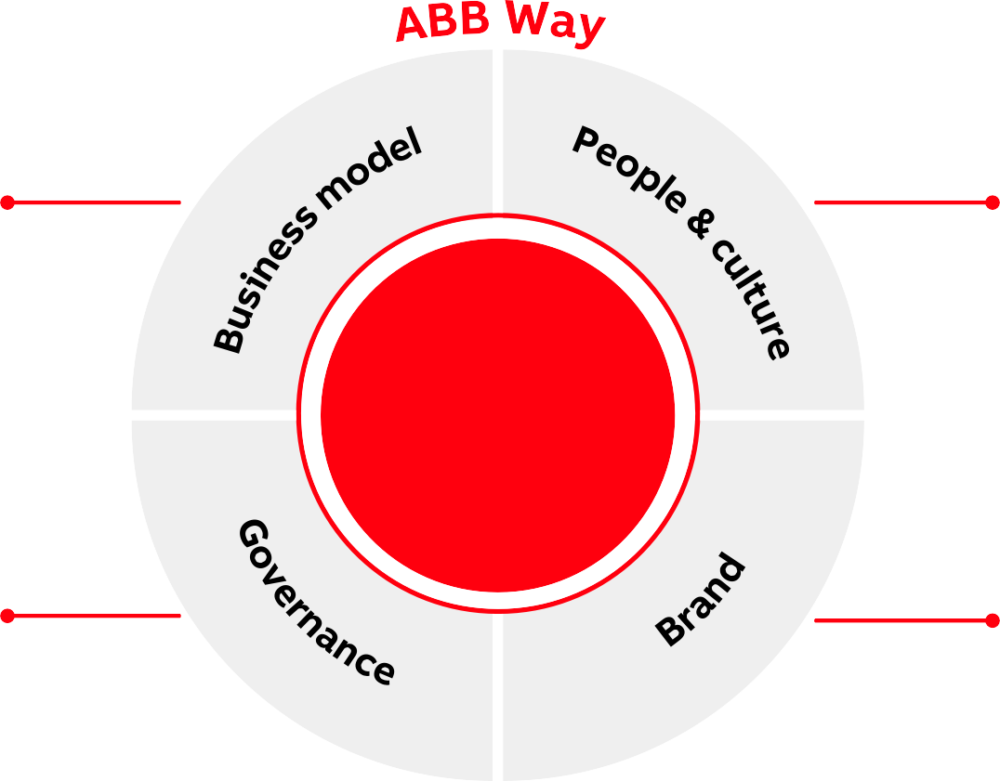 ABB Way
Business model
People & culture
Governance
Brand